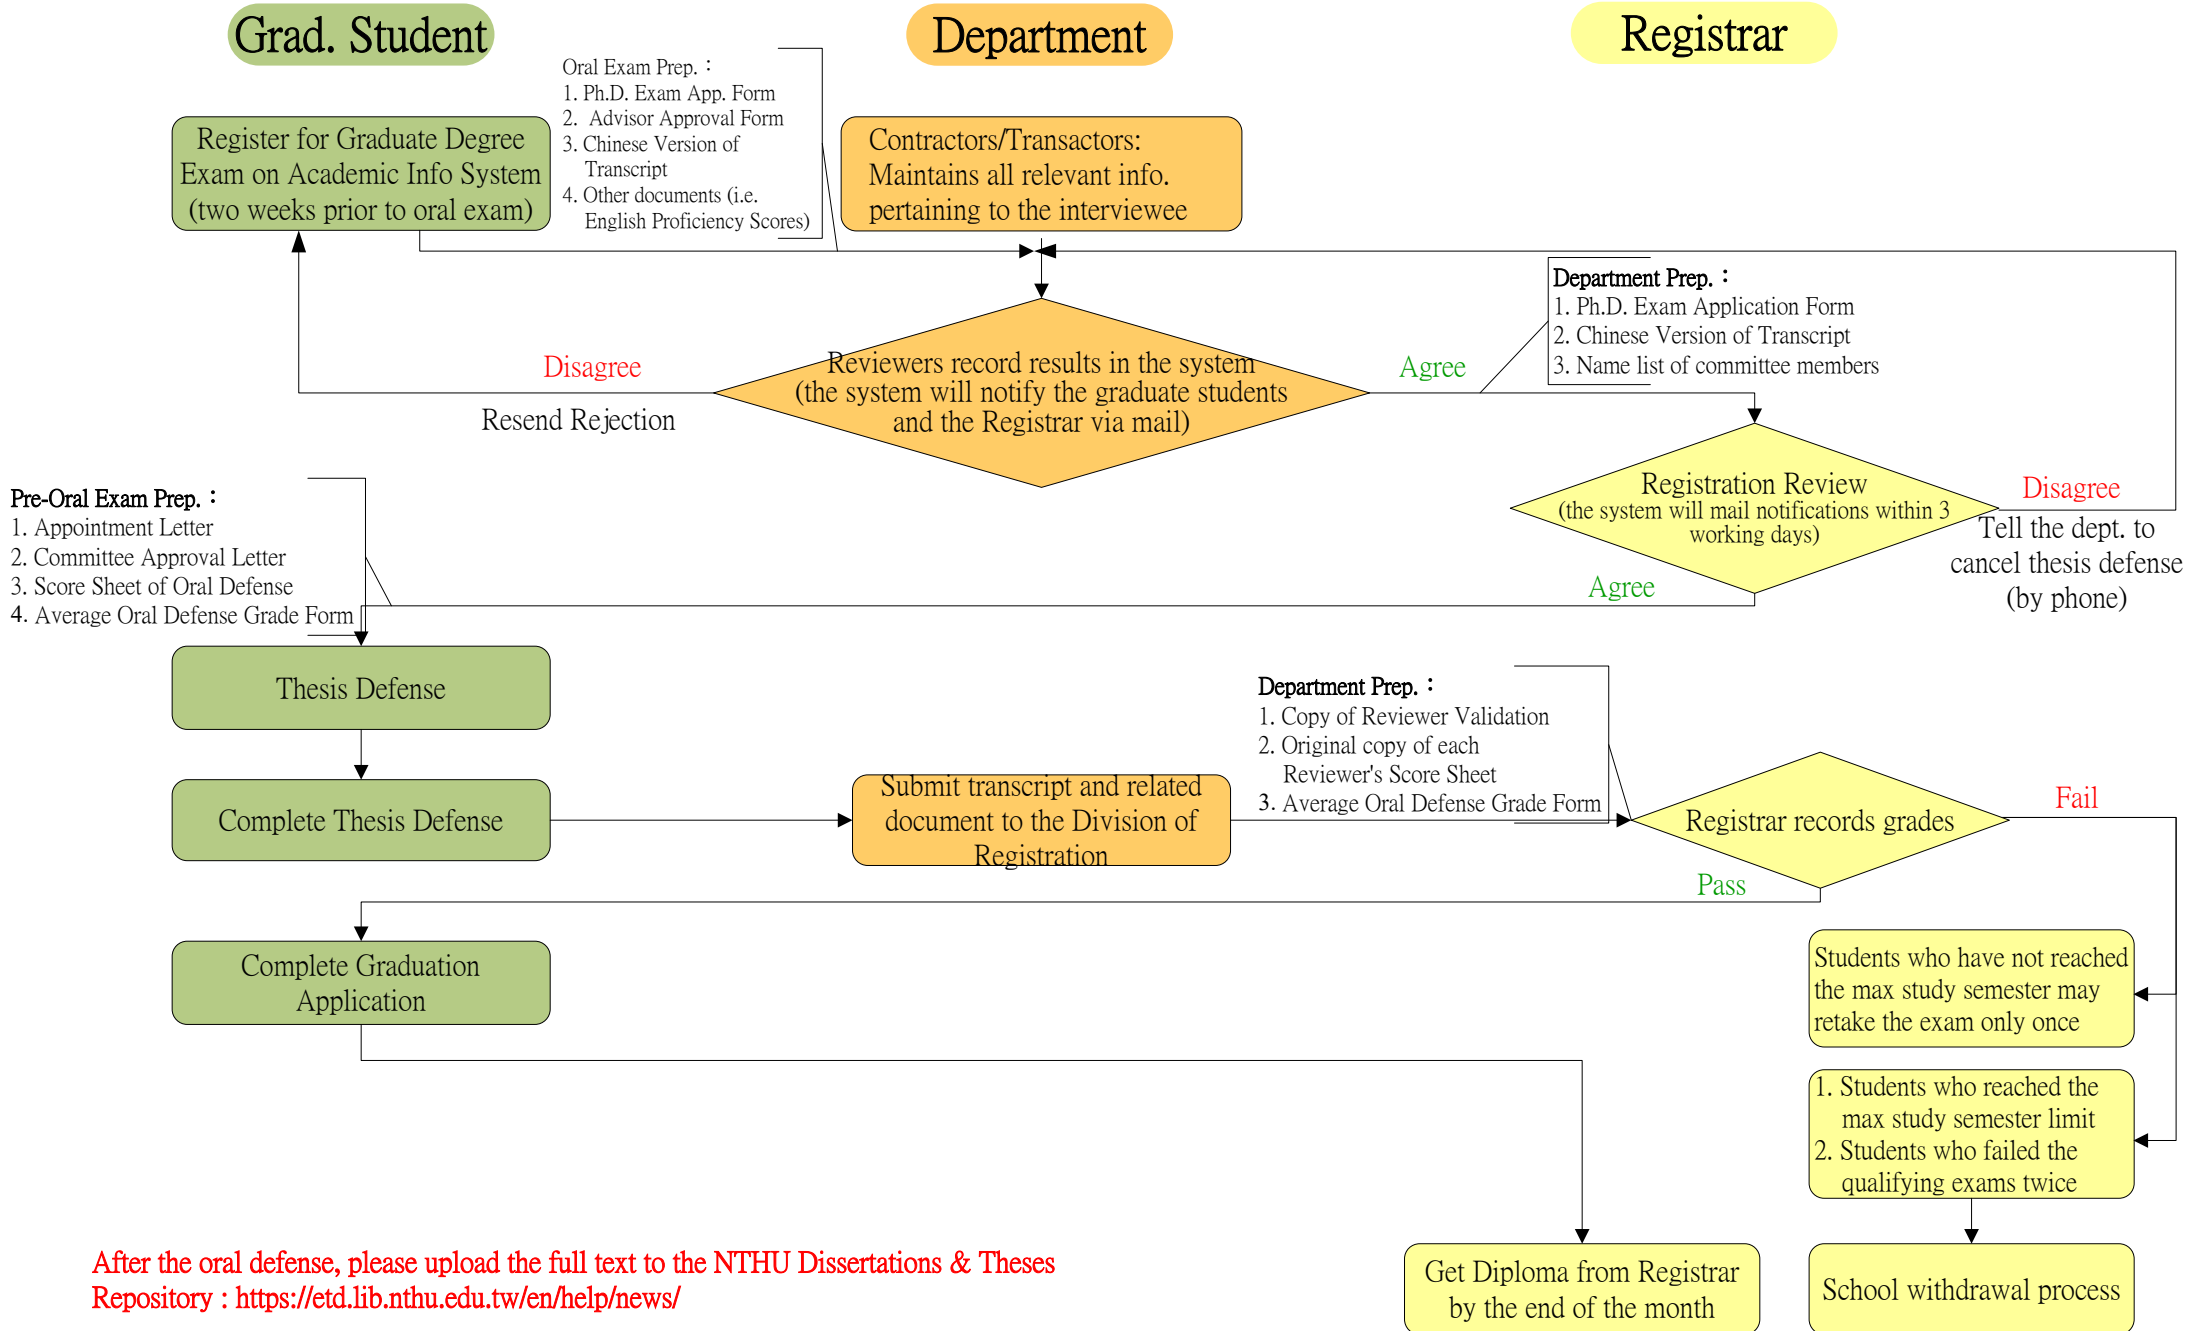 Grad. Student
Department
Registrar
Oral Exam Prep.：
1. Ph.D. Exam App. Form
2. Advisor Approval Form
3. Chinese Version of
Transcript
4. Other documents (i.e.
English Proficiency Scores)
Register for Graduate Degree
Exam on Academic Info System
(two weeks prior to oral exam)
Contractors/Transactors:
Maintains all relevant info.
pertaining to the interviewee
Department Prep.：
1. Ph.D. Exam Application Form
2. Chinese Version of Transcript
3. Name list of committee members
Disagree
Resend Rejection
Reviewers record results in the system
(the system will notify the graduate students
and the Registrar via mail)
Agree
Registration Review
(the system will mail notifications within 3
working days)
Disagree
Tell the dept. to
cancel thesis defense
(by phone)
Agree
Pre-Oral Exam Prep.：
1. Appointment Letter
2. Committee Approval Letter
3. Score Sheet of Oral Defense
4. Average Oral Defense Grade Form
Thesis Defense
Department Prep.：
1. Copy of Reviewer Validation
2. Original copy of each
Reviewer's Score Sheet
3. Average Oral Defense Grade Form
Complete Thesis Defense
Submit transcript and related
document to the Division of
Registration
Registrar records grades
Fail
Pass
Complete Graduation
Application
Students who have not reached
the max study semester may
retake the exam only once
1. Students who reached the
max study semester limit
2. Students who failed the
qualifying exams twice
After the oral defense, please upload the full text to the NTHU Dissertations & Theses
Repository : https://etd.lib.nthu.edu.tw/en/help/news/
Get Diploma from Registrar
by the end of the month
School withdrawal process